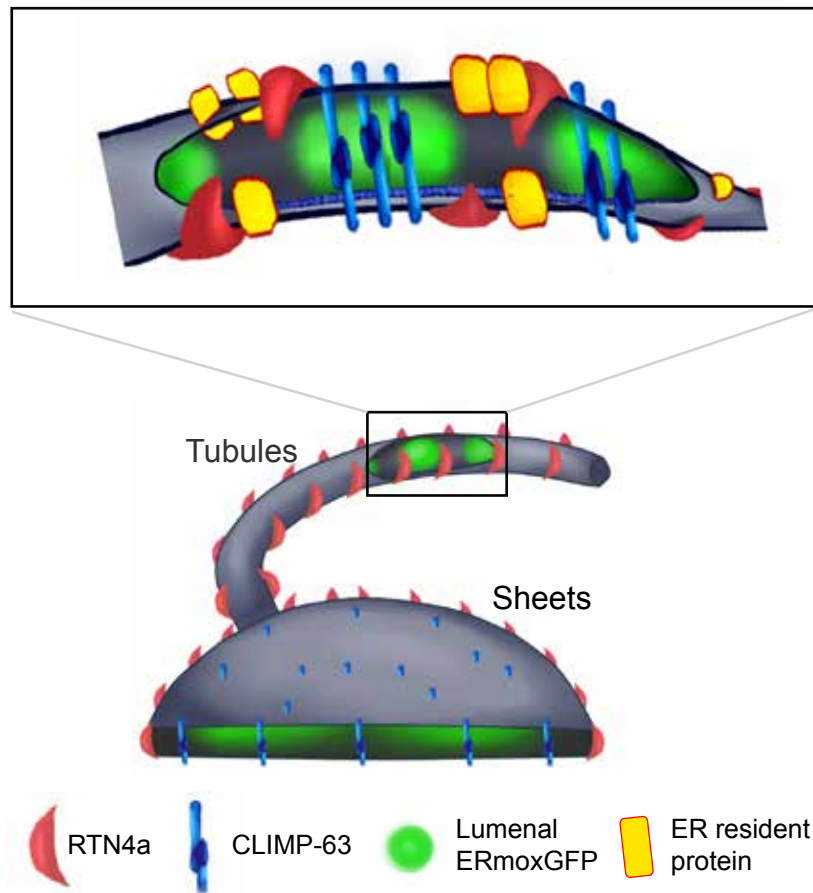 Tubules
Sheets
RTN4a
CLIMP-63
Lumenal
ERmoxGFP
ER resident
protein